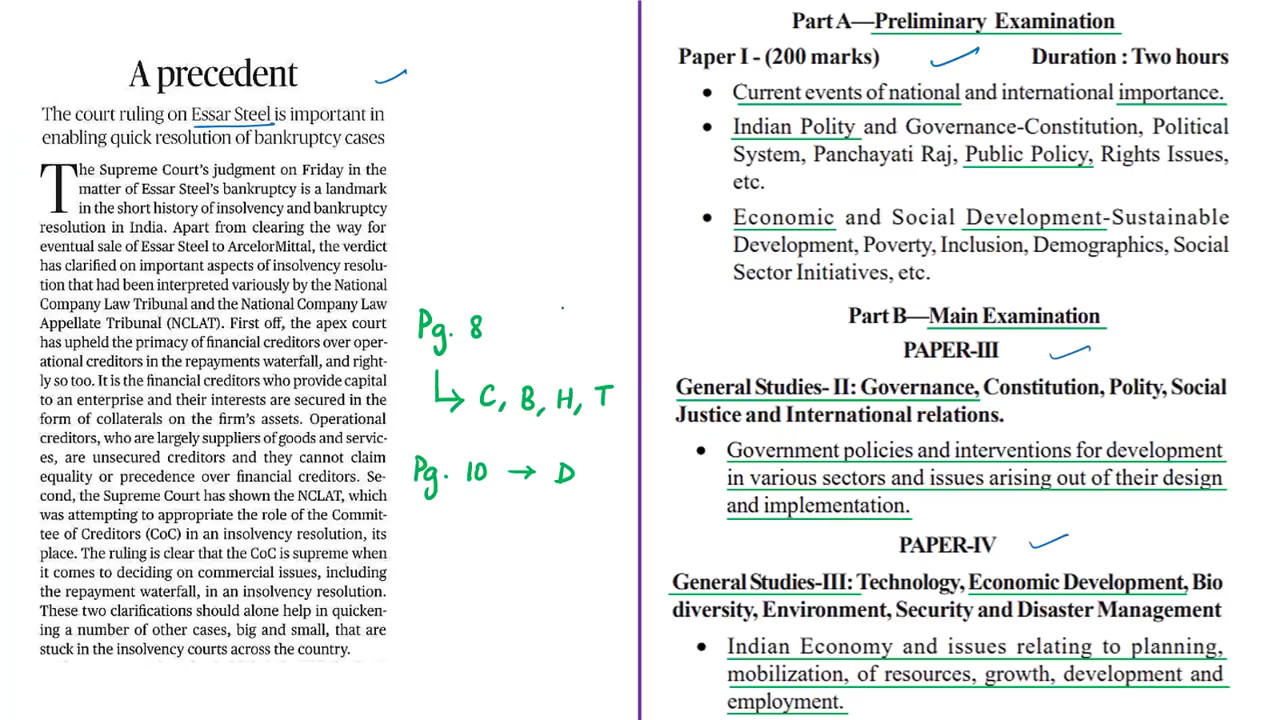 A precedent
The court ruling on Essar Steel is important in
enabling quick resolution of bankruptcy cases
The Supreme Court's judgment on Friday in the
matter of Essar Steel's bankruptcy is a landmark
in the short history of insolvency and bankruptcy
resolution in India. Apart from clearing the way for
eventual sale of Essar Steel to ArcelorMittal, the verdict
has clarified on important aspects of insolvency resolu-
tion that had been interpreted variously by the National
Company Law Tribunal and the National Company Law
Appellate Tribunal (NCLAT). First off, the apex court
has upheld the primacy of financial creditors over oper-
ational creditors in the repayments waterfall, and right-
ly so too. It is the financial creditors who provide capital
to an enterprise and their interests are secured in the
form of collaterals on the firm's assets. Operational
creditors, who are largely suppliers of goods and servic-
es, are unsecured creditors and they cannot claim
equality or precedence over financial creditors. Se-
cond, the Supreme Court has shown the NCLAT, which
was attempting to appropriate the role of the Commit-
tee of Creditors (CoC) in an insolvency resolution, its
place. The ruling is clear that the CoC is supreme when
it comes to deciding on commercial issues, including
the repayment waterfall, in an insolvency resolution.
These two clarifications should alone help in quicken-
ing a number of other cases, big and small, that are
stuck in the insolvency courts across the country.
Pg. 8
C, B, H, T
Pg. 10 → D
Part A—Preliminary Examination
Paper I - (200 marks) Duration : Two hours
• Current events of national and international importance.
• Indian Polity and Governance-Constitution, Political
System, Panchayati Raj, Public Policy, Rights Issues,
etc.
• Economic and Social Development-Sustainable
Development, Poverty, Inclusion, Demographics, Social
Sector Initiatives, etc.
Part B—Main Examination
PAPER-III
General Studies- II: Governance, Constitution, Polity, Social
Justice and International relations.
• Government policies and interventions for development
in various sectors and issues arising out of their design
and implementation.
PAPER-IV
General Studies-III: Technology, Economic Development, Bio
diversity, Environment, Security and Disaster Management
• Indian Economy and issues relating to planning,
mobilization, of resources, growth, development and
employment.